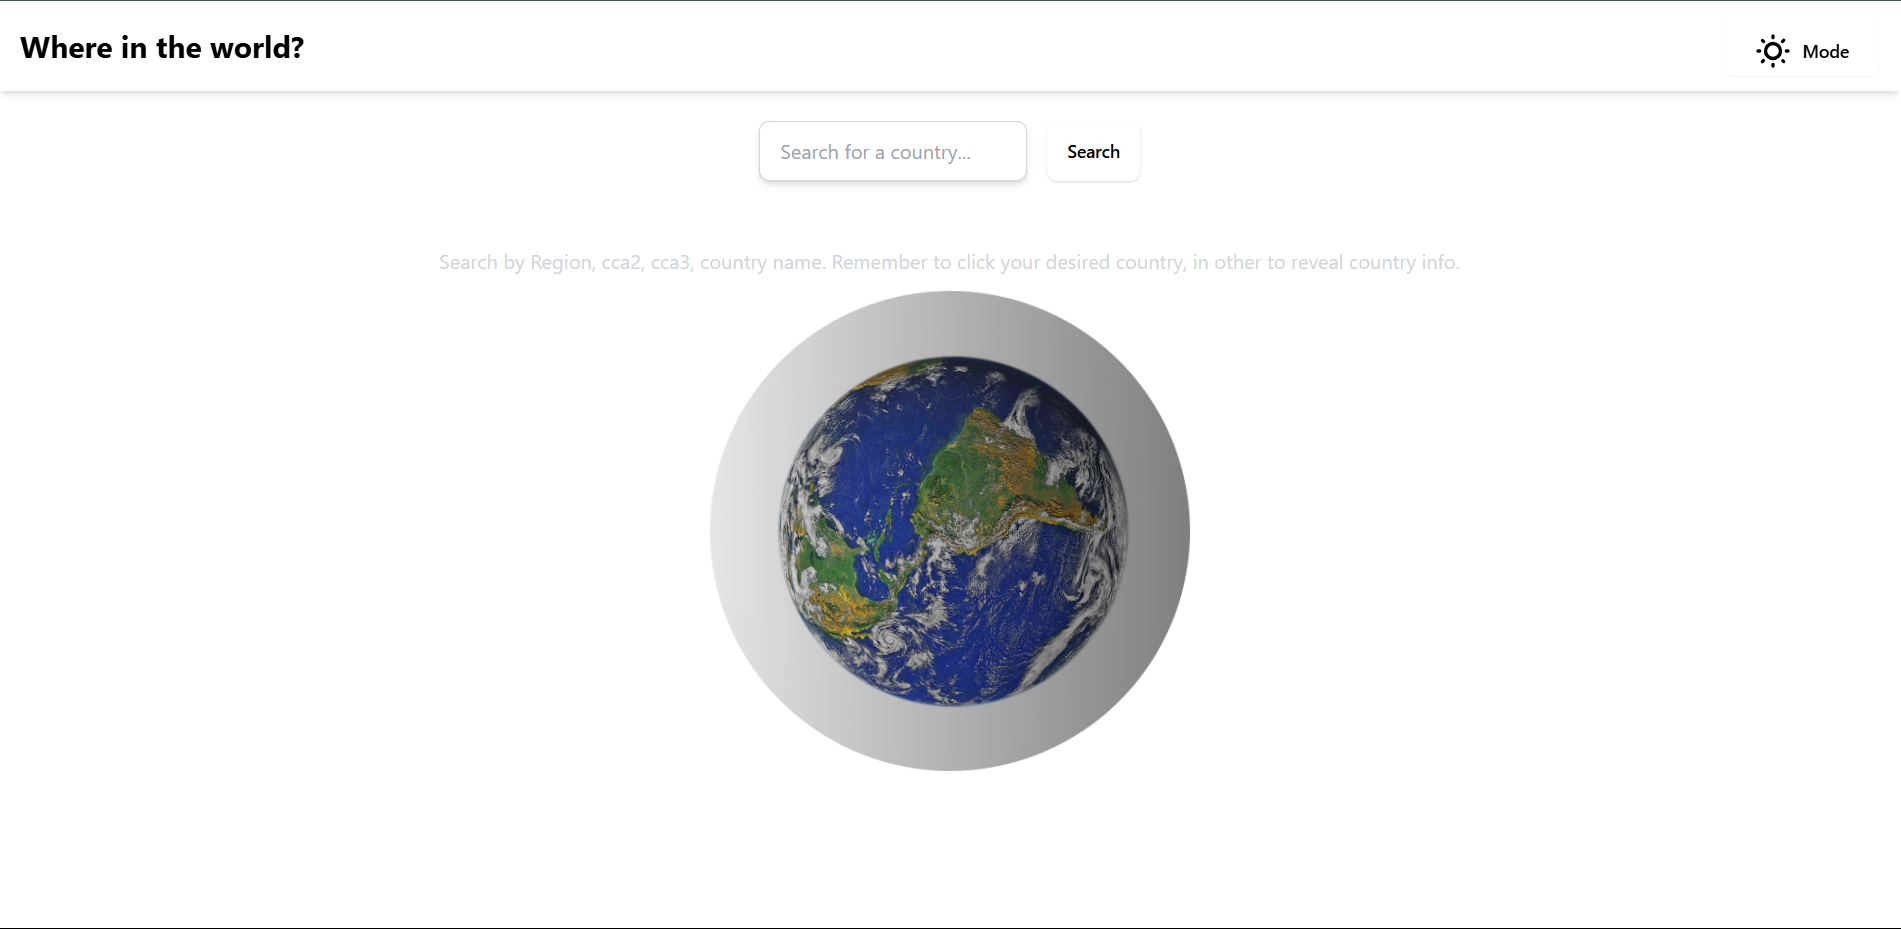 Where in the world?
Mode
Search for a country...
Search
Search by Region, cca2, cca3, country name. Remember to click your desired country, in other to reveal country info.